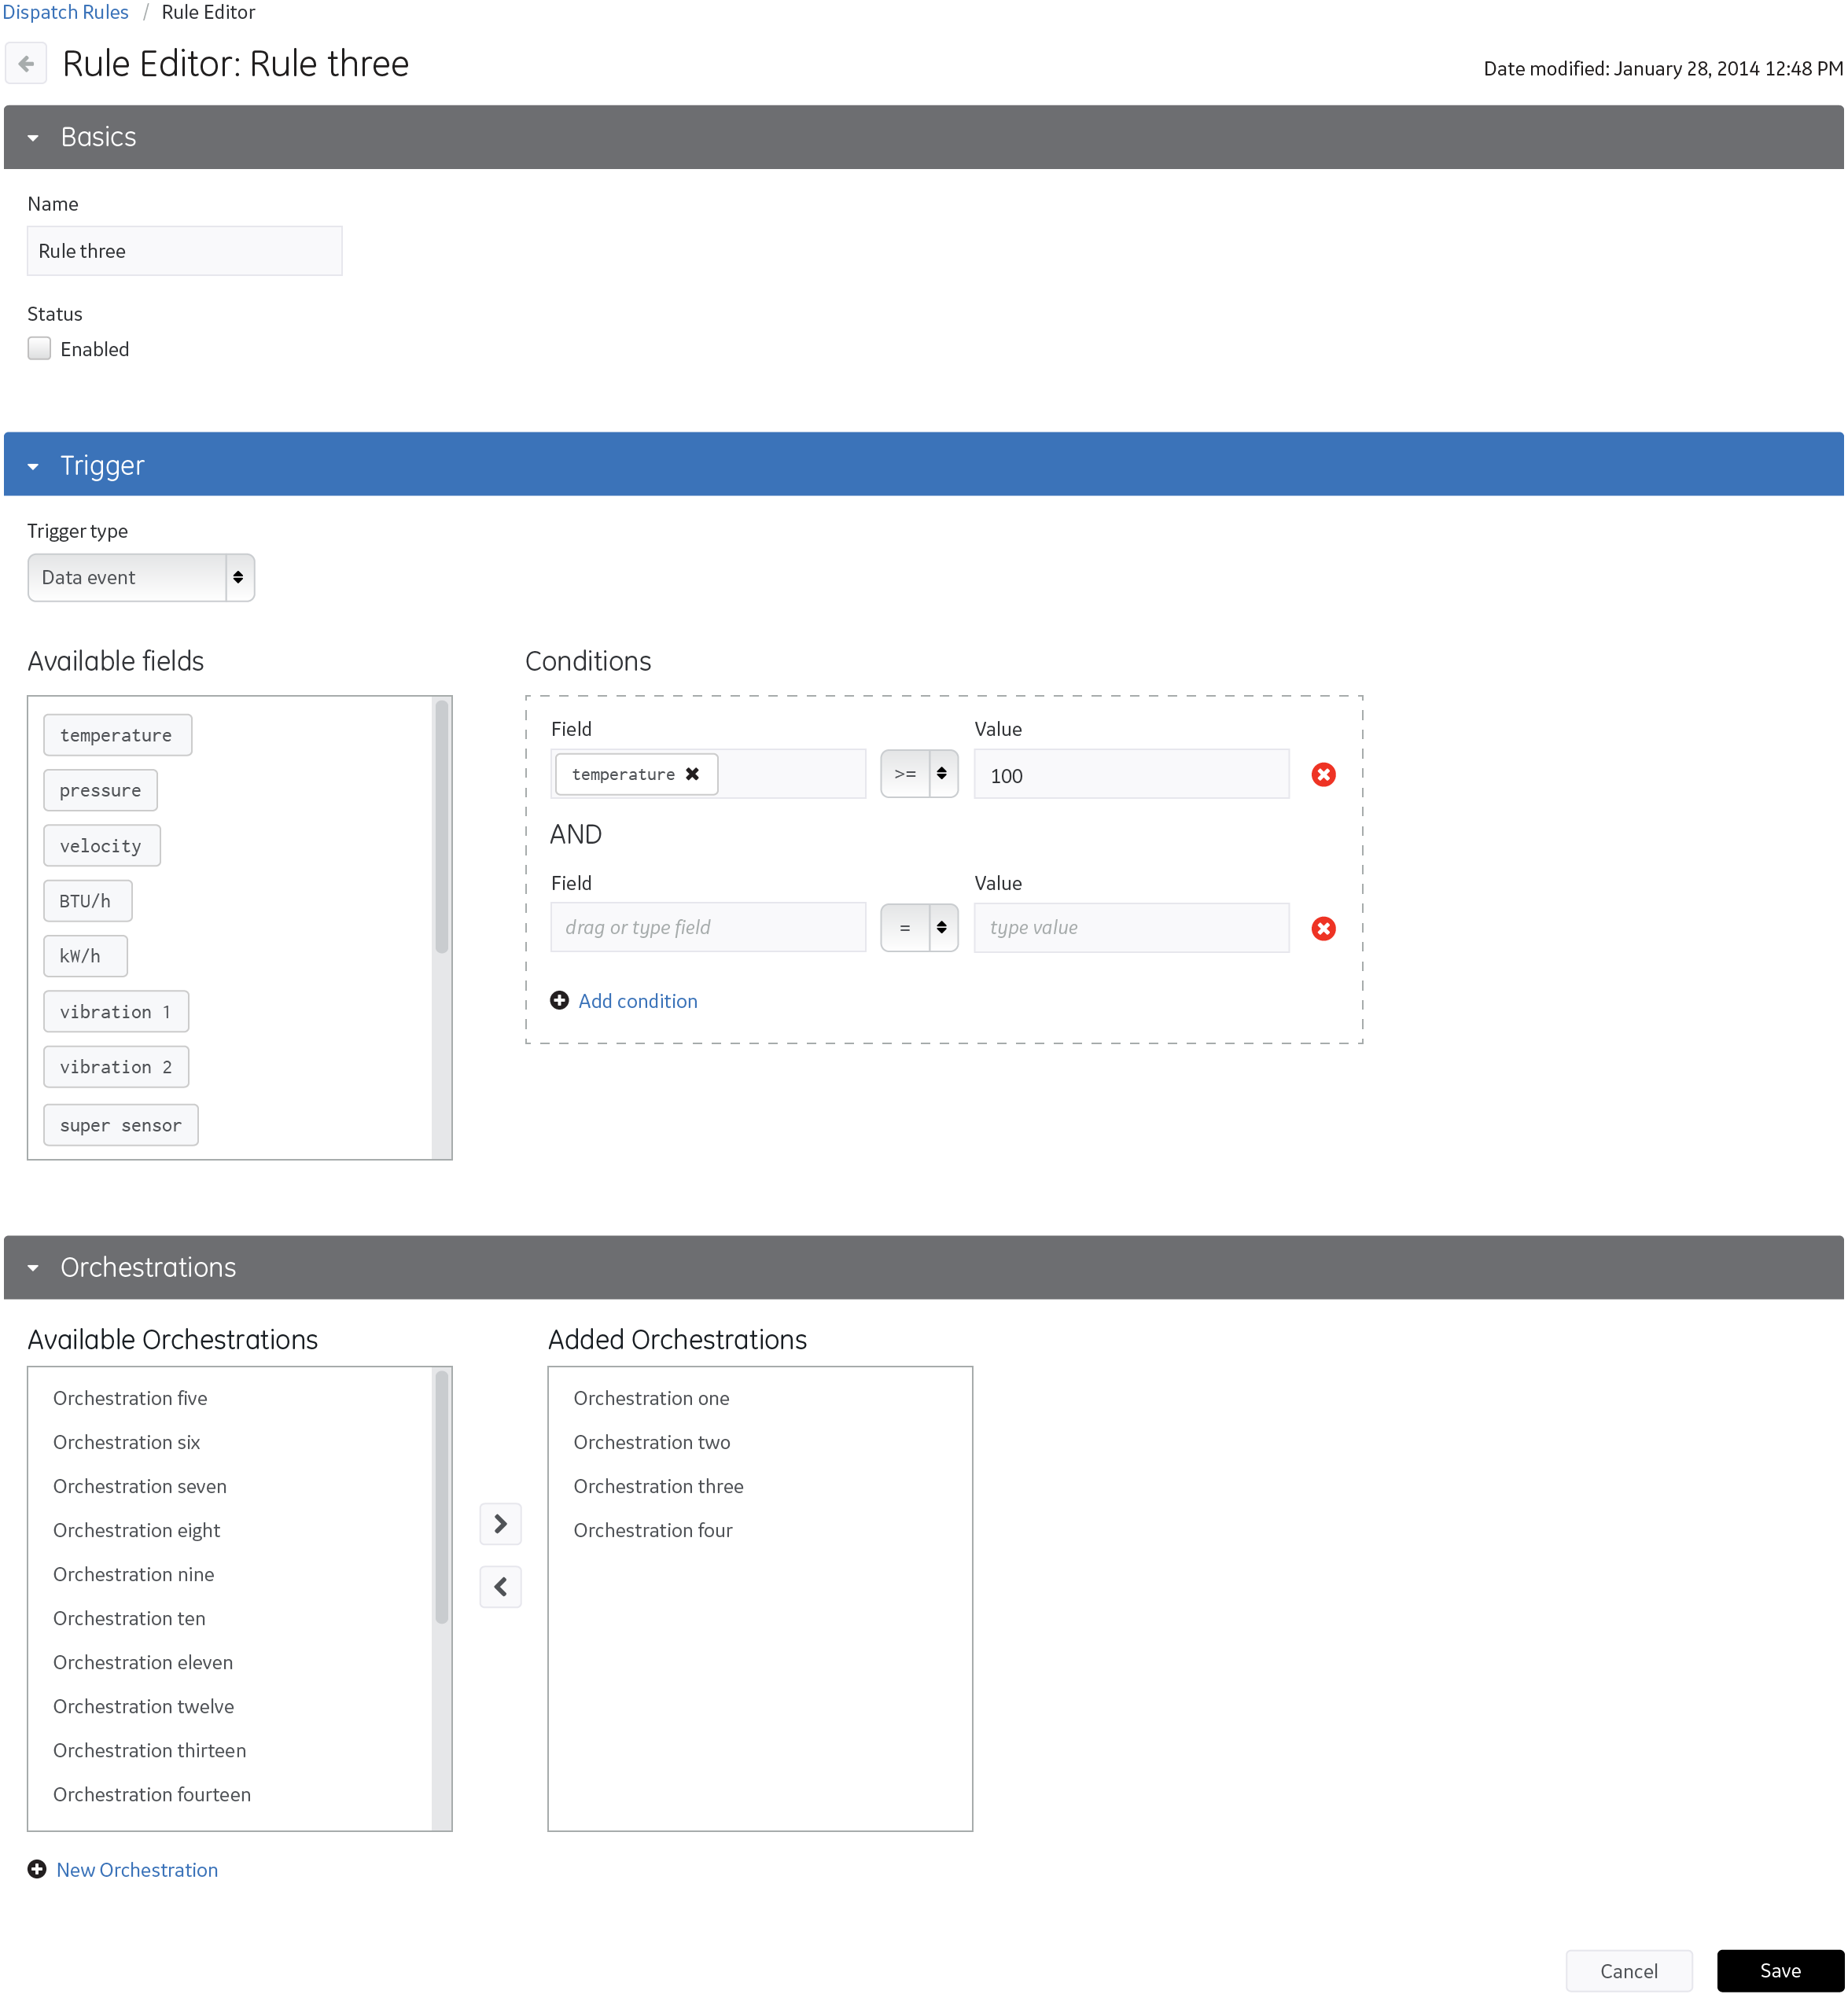 Dispatch Rules / Rule Editor
Rule Editor: Rule three
Date modified: January 28, 2014 12:48 PM
Basics
Name
Rule three
Status
Enabled
Trigger
Trigger type
Data event
Available fields
temperature
pressure
velocity
BTU/h
kW/h
vibration 1
vibration 2
super sensor
Conditions
Field Value
temperature >= 100
AND
Field Value
drag or type field = type value
Add condition
Orchestrations
Available Orchestrations
Orchestration five
Orchestration six
Orchestration seven
Orchestration eight
Orchestration nine
Orchestration ten
Orchestration eleven
Orchestration twelve
Orchestration thirteen
Orchestration fourteen
Added Orchestrations
Orchestration one
Orchestration two
Orchestration three
Orchestration four
New Orchestration
Cancel Save